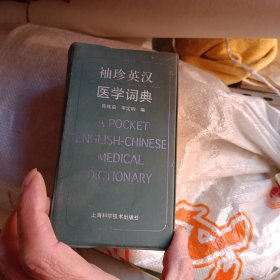 袖珍英汉
医学词典
编
A POCKET
ENGLISH-CHINESE
MEDICAL
DICTIONARY
上海科学技术出版社